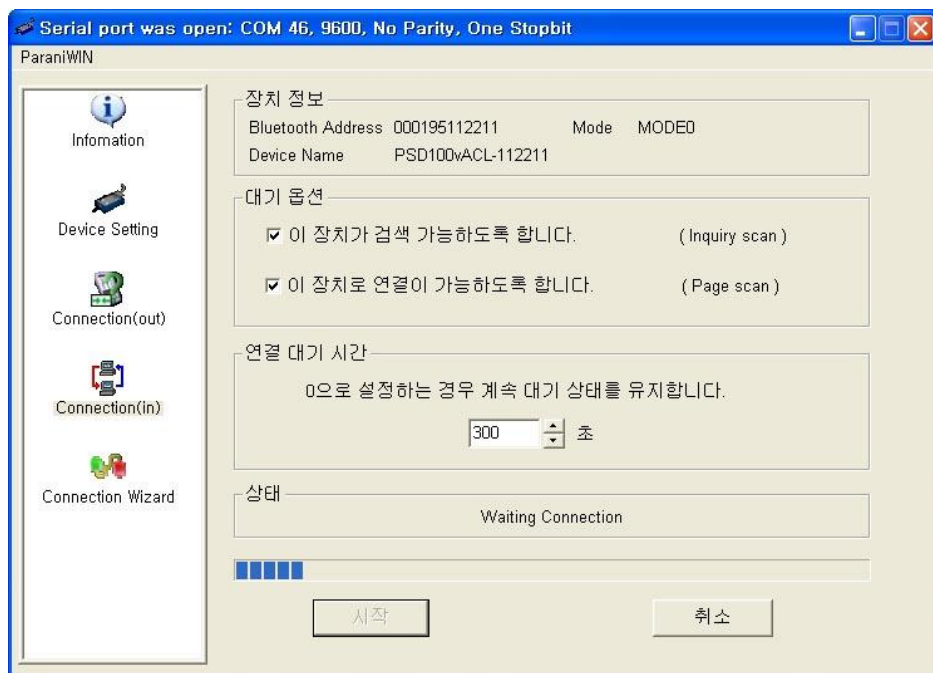 Serial port was open: COM 46, 9600, No Parity, One Stopbit
ParaniWIN
Infomation
Device Setting
Connection(out)
Connection(in)
Connection Wizard
장치 정보
Bluetooth Address 000195112211 Mode MODE0
Device Name PSD100vACL-112211
대기 옵션
이 장치가 검색 가능하도록 합니다. ( Inquiry scan )
이 장치로 연결이 가능하도록 합니다. ( Page scan )
연결 대기 시간
0으로 설정하는 경우 계속 대기 상태를 유지합니다.
300 초
상태
Waiting Connection
시작 취소